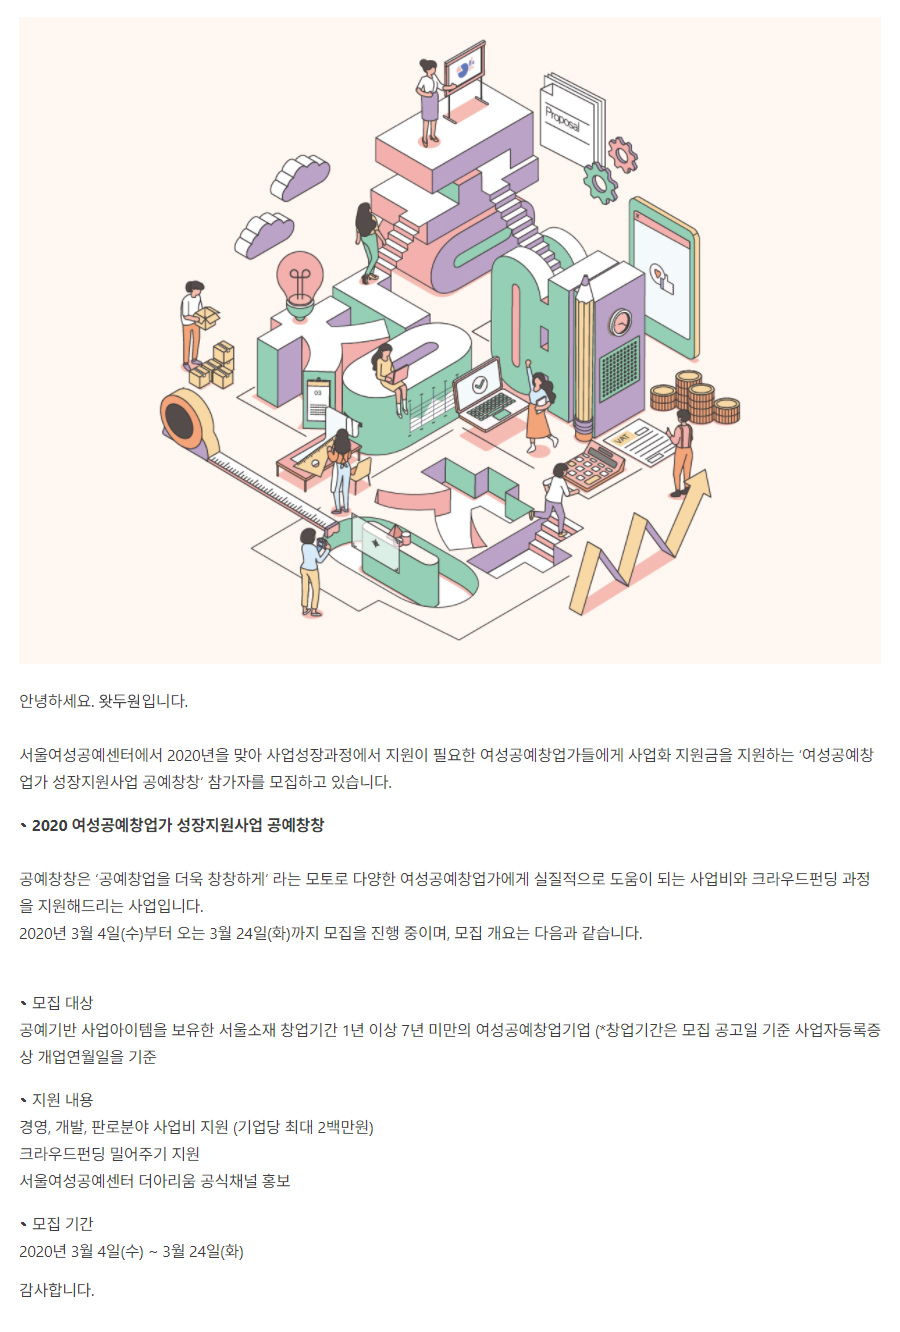 Proposal
03
VAT
안녕하세요. 왓두원입니다.
서울여성공예센터에서 2020년을 맞아 사업성장과정에서 지원이 필요한 여성공예창업가들에게 사업화 지원금을 지원하는 ‘여성공예창
업가 성장지원사업 공예창창’ 참가자를 모집하고 있습니다.
2020 여성공예창업가 성장지원사업 공예창창
공예창창은 ‘공예창업을 더욱 창창하게’ 라는 모토로 다양한 여성공예창업가에게 실질적으로 도움이 되는 사업비와 크라우드펀딩 과정
을 지원해드리는 사업입니다.
2020년 3월 4일(수)부터 오는 3월 24일(화)까지 모집을 진행 중이며, 모집 개요는 다음과 같습니다.
모집 대상
공예기반 사업아이템을 보유한 서울소재 창업기간 1년 이상 7년 미만의 여성공예창업기업 (*창업기간은 모집 공고일 기준 사업자등록증
상 개업연월일을 기준
지원 내용
경영, 개발, 판로분야 사업비 지원 (기업당 최대 2백만원)
크라우드펀딩 밀어주기 지원
서울여성공예센터 더아리움 공식채널 홍보
모집 기간
2020년 3월 4일(수) ~ 3월 24일(화)
감사합니다.